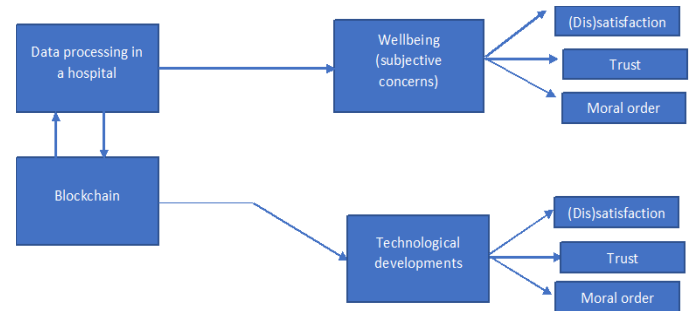 Data processing in
a hospital
Wellbeing
(subjective
concerns)
(Dis)satisfaction
Trust
Moral order
Blockchain
Technological
developments
(Dis)satisfaction
Trust
Moral order